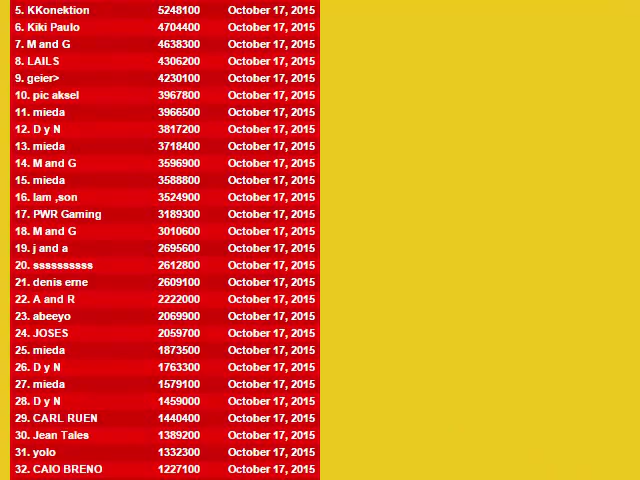 5. KKonektion 5248100 October 17, 2015
6. Kiki Paulo 4704400 October 17, 2015
7. M and G 4638300 October 17, 2015
8. LAILS 4306200 October 17, 2015
9. geier> 4230100 October 17, 2015
10. pic aksel 3967800 October 17, 2015
11. mieda 3966500 October 17, 2015
12. D y N 3817200 October 17, 2015
13. mieda 3718400 October 17, 2015
14. M and G 3596900 October 17, 2015
15. mieda 3588800 October 17, 2015
16. lam ,son 3524900 October 17, 2015
17. PWR Gaming 3189300 October 17, 2015
18. M and G 3010600 October 17, 2015
19. j and a 2695600 October 17, 2015
20. ssssssssss 2612800 October 17, 2015
21. denis erne 2609100 October 17, 2015
22. A and R 2222000 October 17, 2015
23. abeeyo 2069900 October 17, 2015
24. JOSES 2059700 October 17, 2015
25. mieda 1873500 October 17, 2015
26. D y N 1763300 October 17, 2015
27. mieda 1579100 October 17, 2015
28. D y N 1459000 October 17, 2015
29. CARL RUEN 1440400 October 17, 2015
30. Jean Tales 1389200 October 17, 2015
31. yolo 1332300 October 17, 2015
32. CAIO BRENO 1227100 October 17, 2015